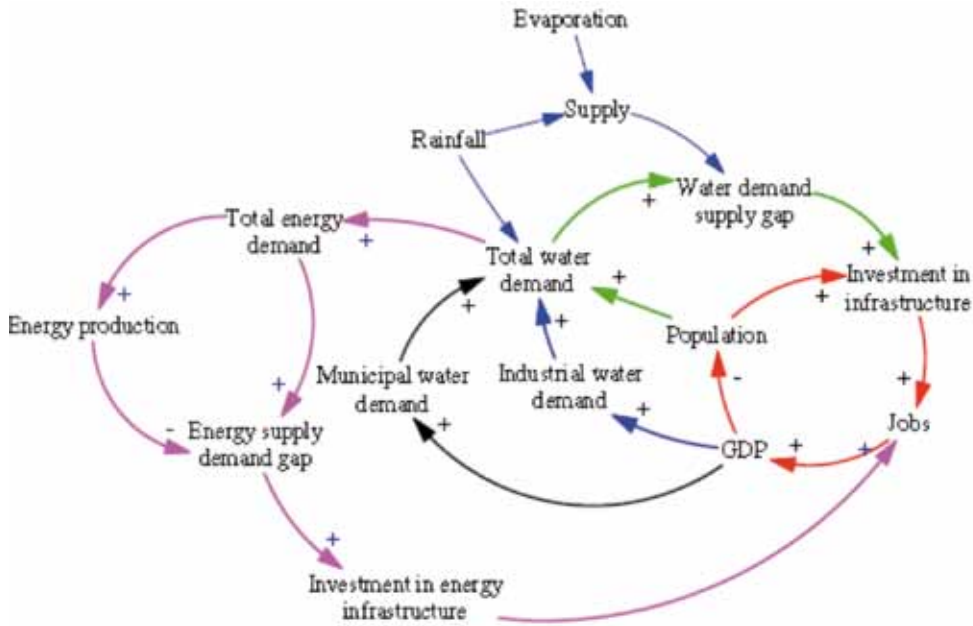 Evaporation
Supply
Rainfall
Water demand
supply gap
+
Total energy
demand
+
Total water
demand
+
+
Investment in
infrastructure
+
+
+
+
Energy production
Population
+
Municipal water
demand
Industrial water
demand
-
+
+
+
+
Jobs
-
Energy supply
demand gap
GDP
+
+
+
Investment in energy
infrastructure